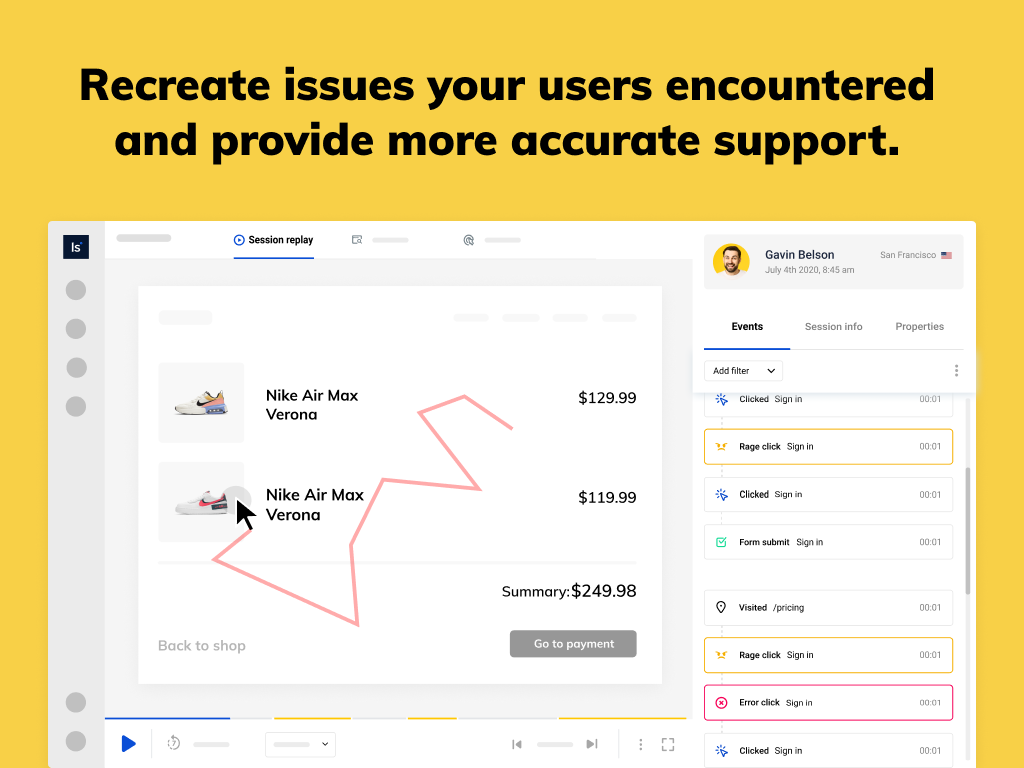 Recreate issues your users encountered
and provide more accurate support.
ls
Session replay
Nike Air Max
Verona
$129.99
Nike Air Max
Verona
$119.99
Summary:$249.98
Back to shop
Go to payment
Gavin Belson
San Francisco
July 4th 2020, 8:45 am
Events
Session info
Properties
Add filter
Clicked Sign in 00:01
Rage click Sign in 00:01
Clicked Sign in 00:01
Form submit Sign in 00:01
Visited /pricing 00:01
Rage click Sign in 00:01
Error click Sign in 00:01
Clicked Sign in 00:01
7